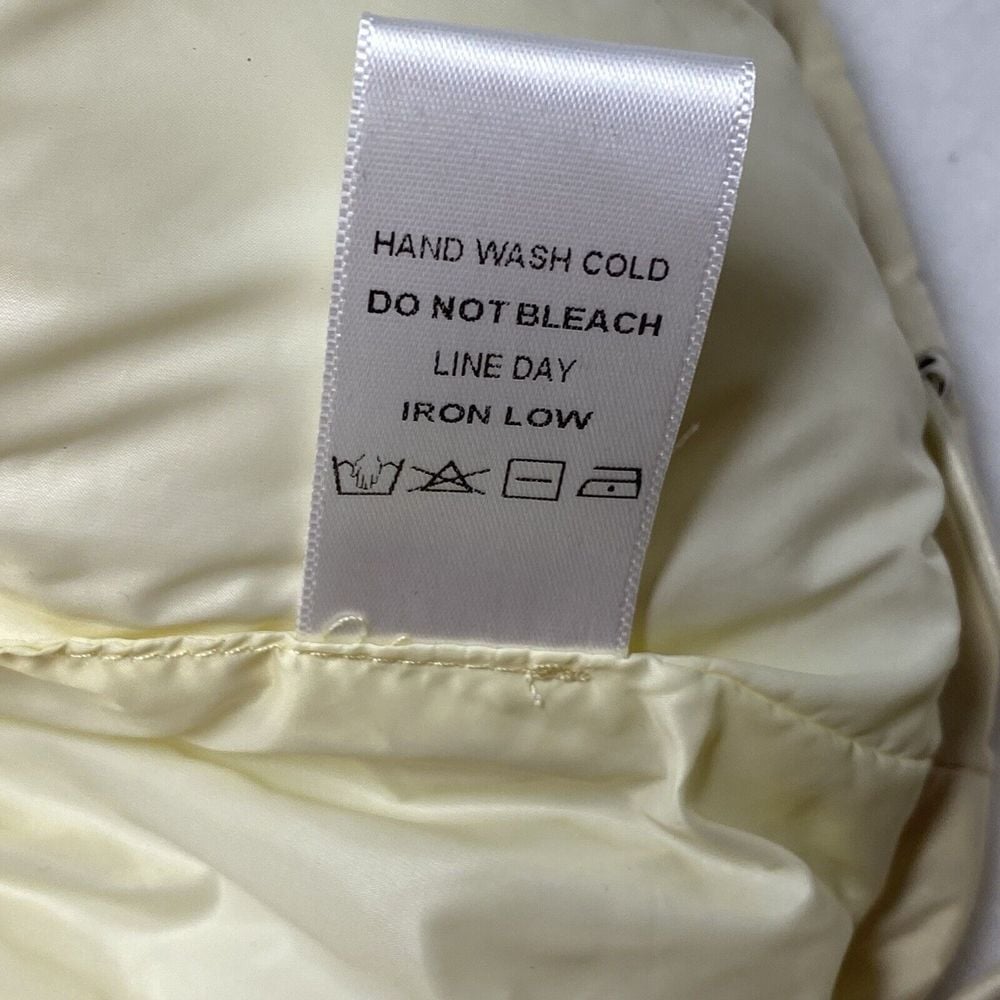 HAND WASH COLD
DO NOT BLEACH
LINE DAY
IRON LOW